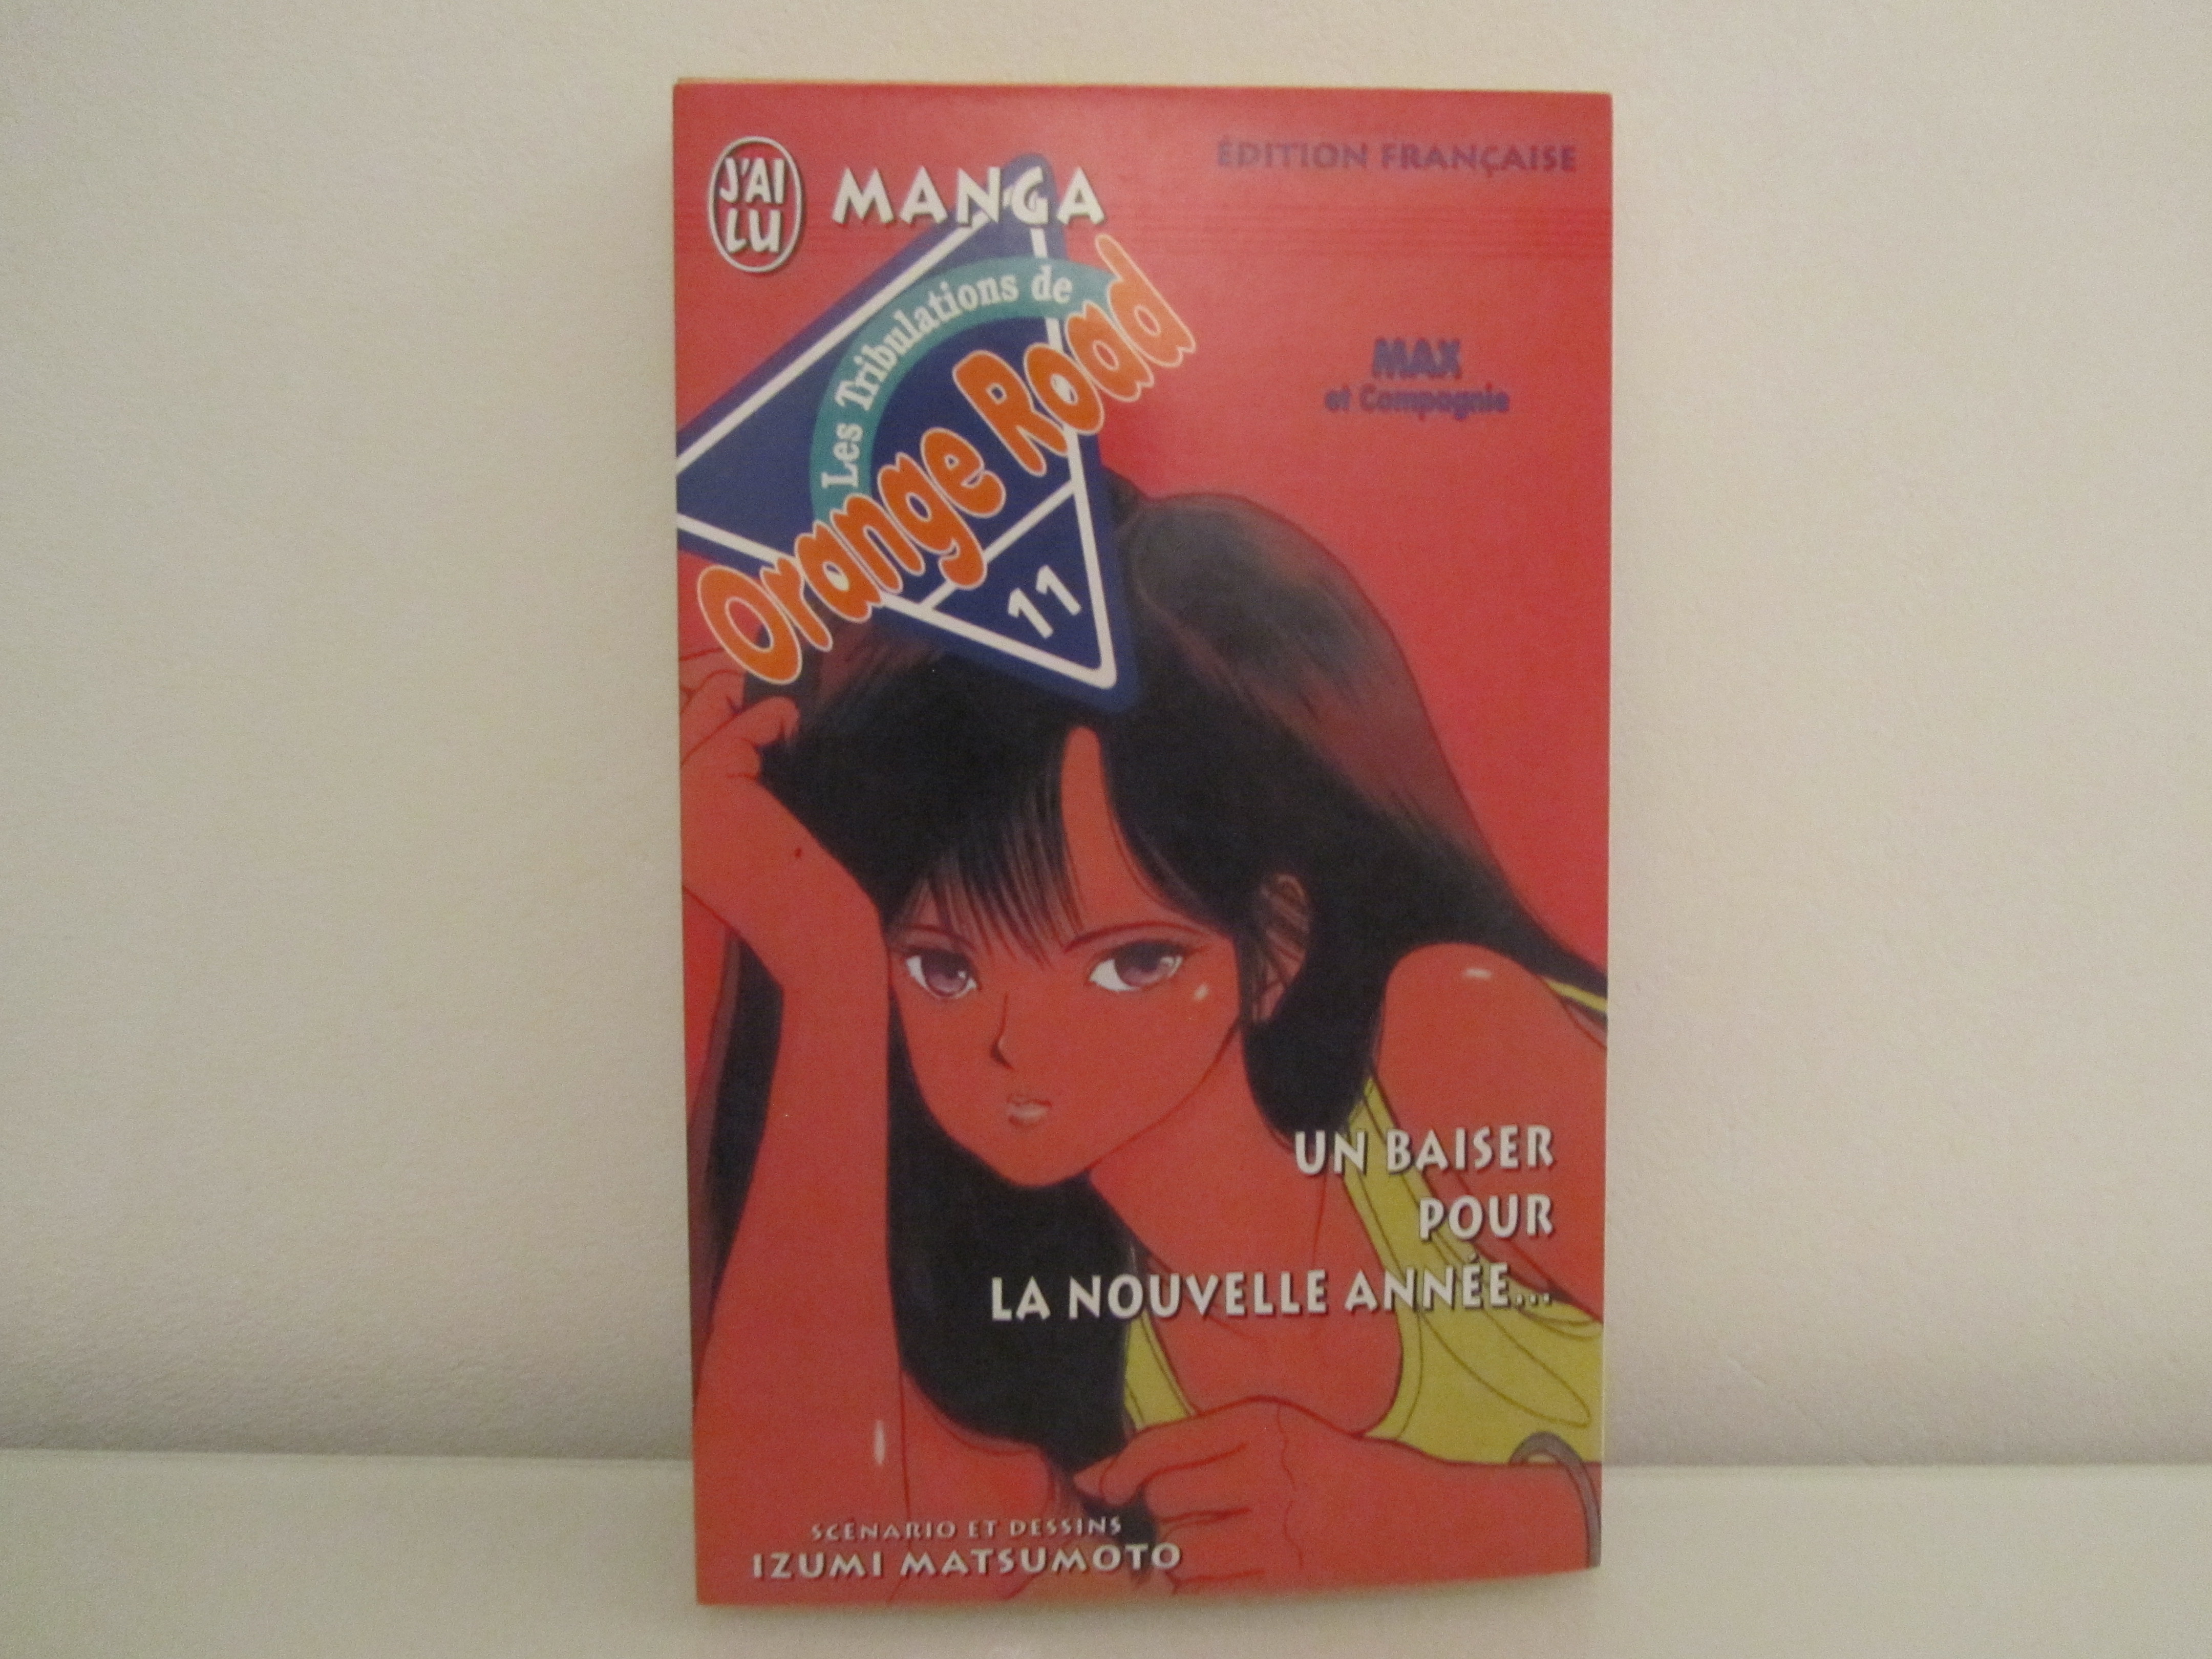 J'AI
LU
MANGA
ÉDITION FRANÇAISE
Les Tribulations de
Orange Road
11
MAX
et Compagnie
UN BAISER
POUR
LA NOUVELLE ANNÉE...
SCÉNARIO ET DESSINS
IZUMI MATSUMOTO